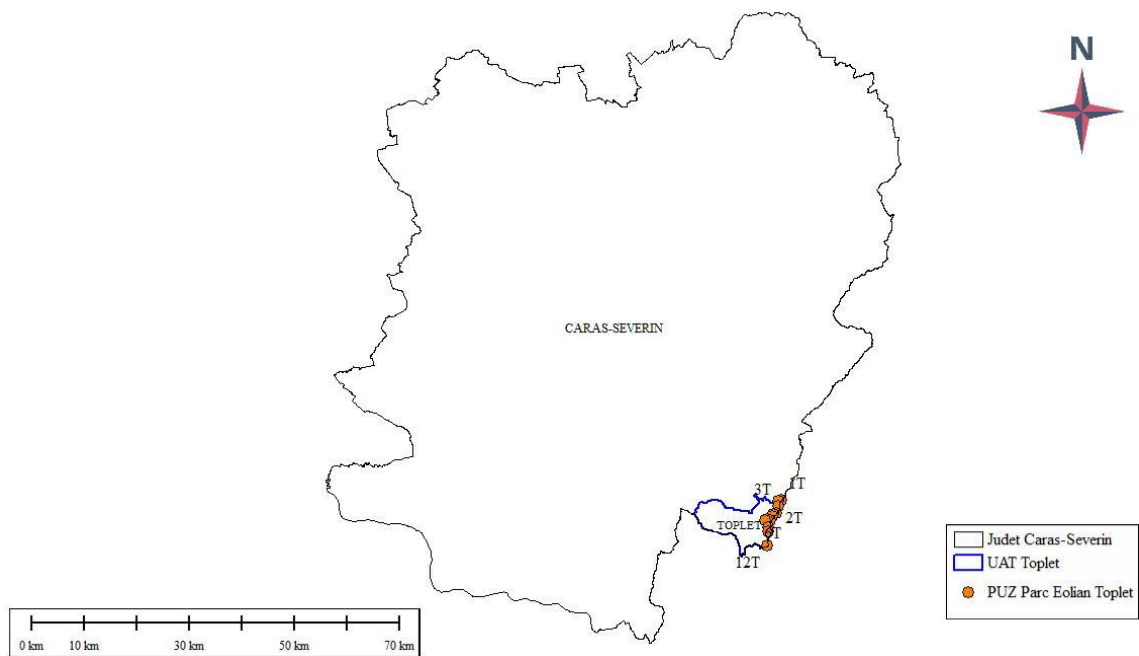 N
CARAS-SEVERIN
3T
1T
TOPLET
2T
T
12T
Judet Caras-Severin
UAT Toplet
PUZ Parc Eolian Toplet
0 km 10 km 30 km 50 km 70 km